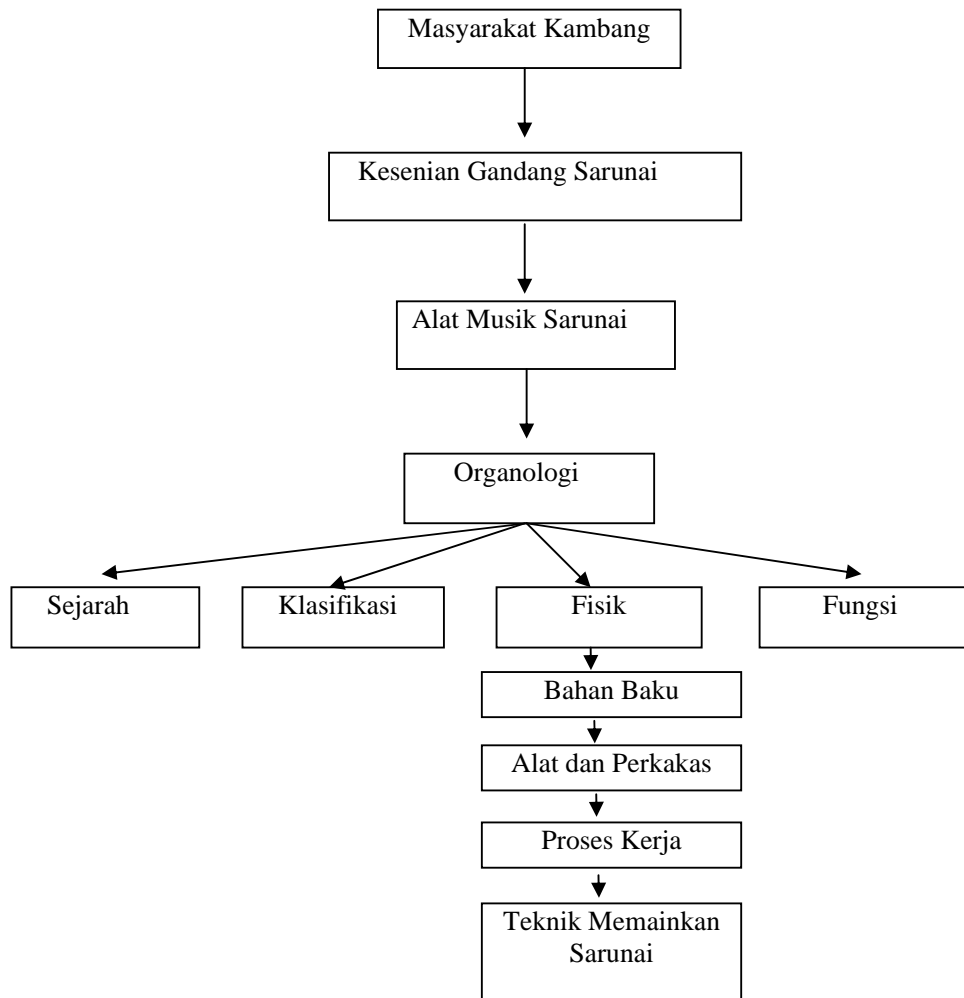 Masyarakat Kambang
Kesenian Gandang Sarunai
Alat Musik Sarunai
Organologi
Sejarah
Klasifikasi
Fisik
Fungsi
Bahan Baku
Alat dan Perkakas
Proses Kerja
Teknik Memainkan
Sarunai